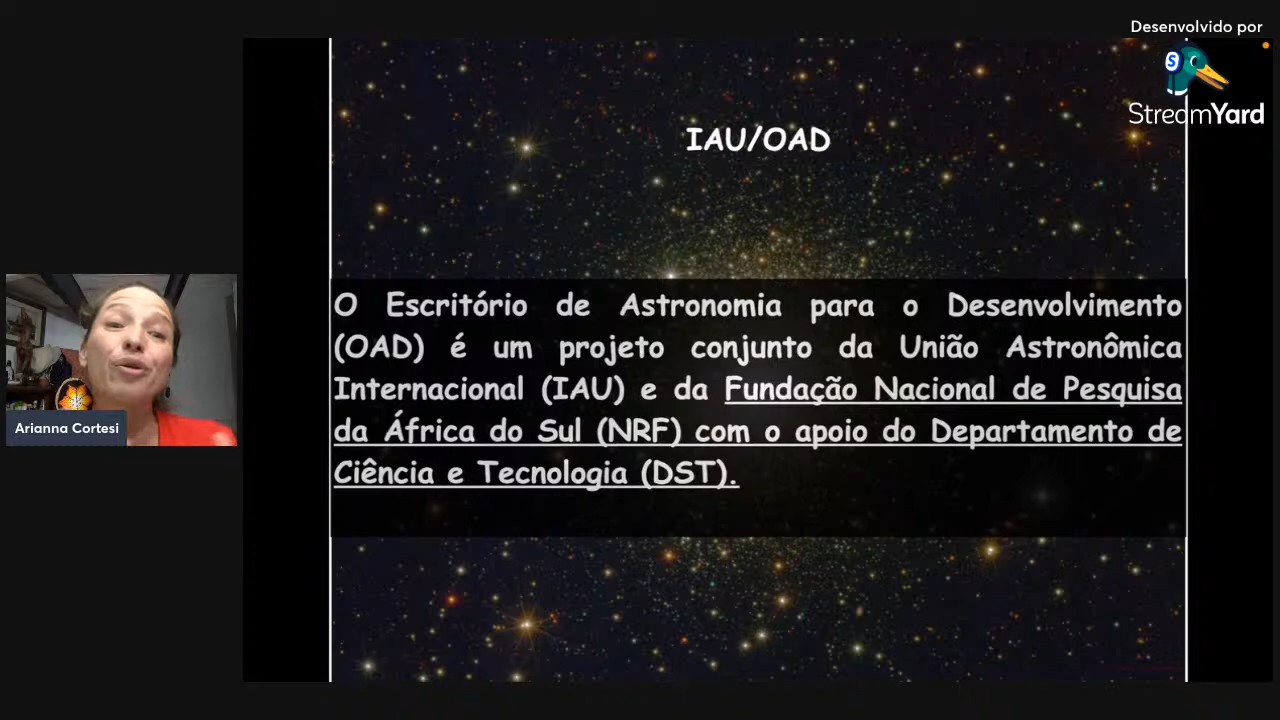 Desenvolvido por
StreamYard
IAU/OAD
O Escritório de Astronomia para o Desenvolvimento
(OAD) é um projeto conjunto da União Astronômica
Internacional (IAU) e da Fundação Nacional de Pesquisa
da África do Sul (NRF) com o apoio do Departamento de
Ciência e Tecnologia (DST).
Arianna Cortesi